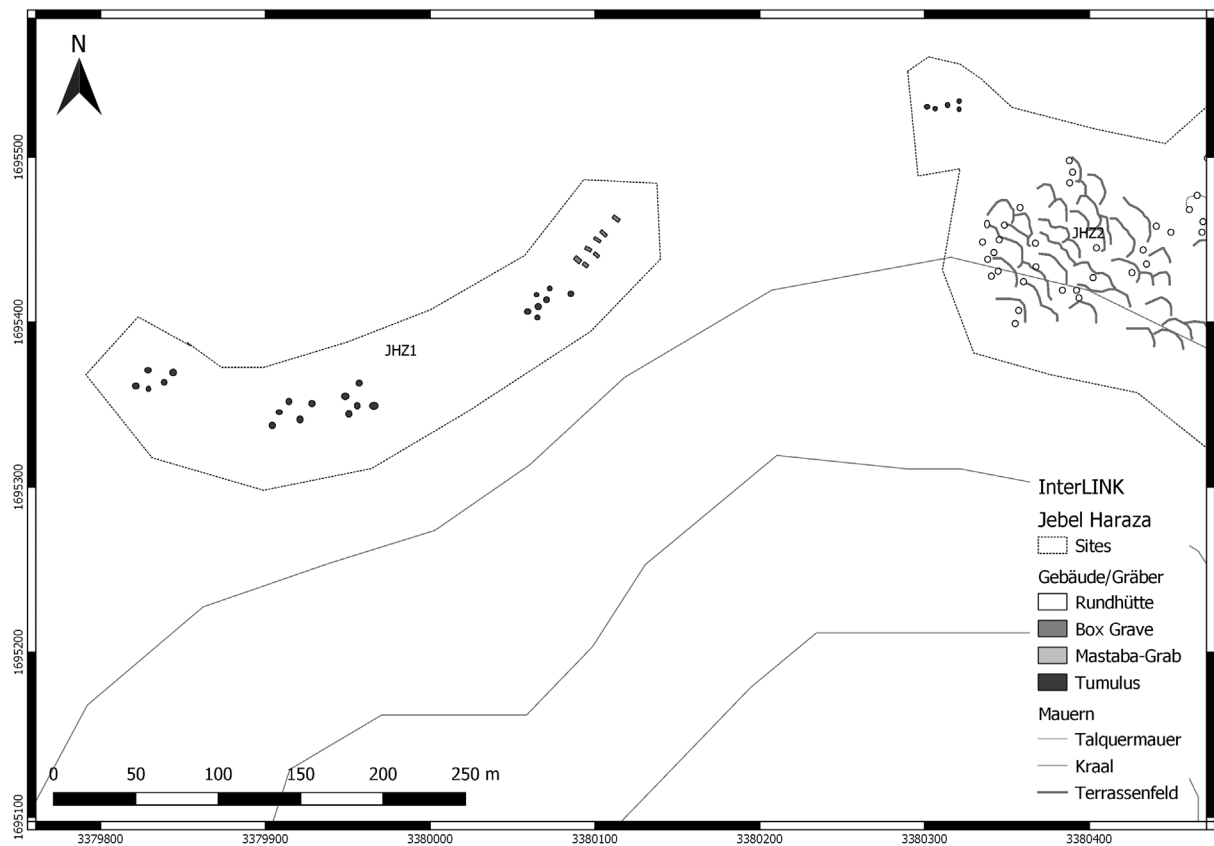 N
1695500
1695400
1695300
1695200
1695100
JHZ1
JHZ2
InterLINK
Jebel Haraza
Sites
Gebäude/Gräber
Rundhütte
Box Grave
Mastaba-Grab
Tumulus
Mauern
Talquermauer
Kraal
Terrassenfeld
0 50 100 150 200 250 m
3379800 3379900 3380000 3380100 3380200 3380300 3380400